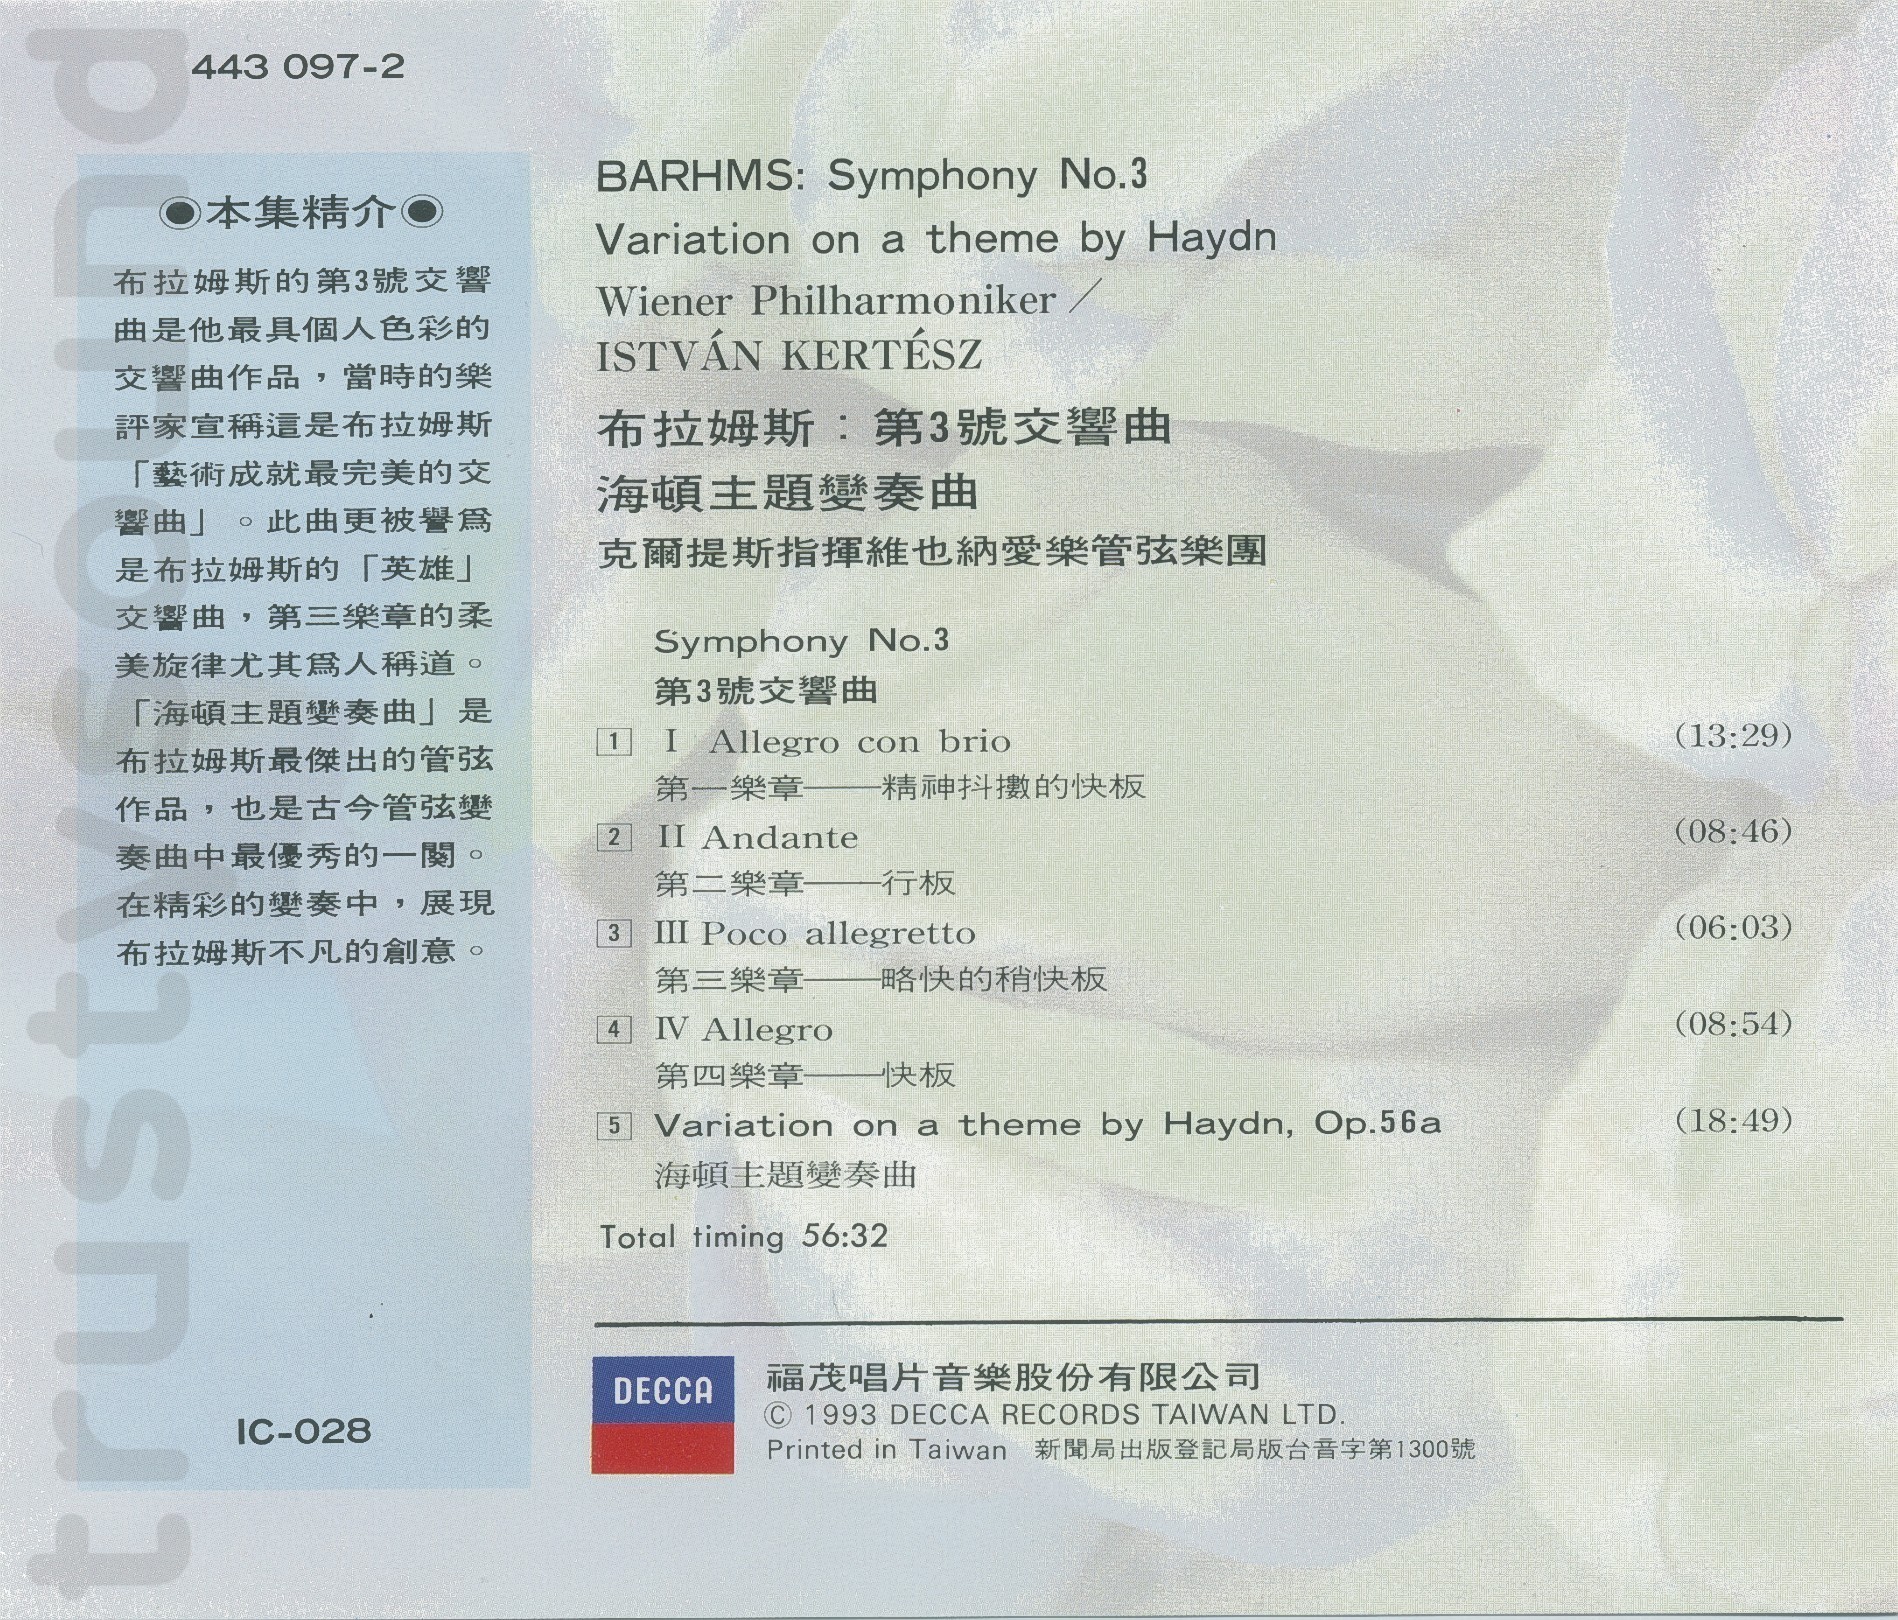 443 097-2
trustysound
◉本集精介◉
布拉姆斯的第3號交響
曲是他最具個人色彩的
交響曲作品，當時的樂
評家宣稱這是布拉姆斯
「藝術成就最完美的交
響曲」。此曲更被譽為
是布拉姆斯的「英雄」
交響曲，第三樂章的柔
美旋律尤其為人稱道。
「海頓主題變奏曲」是
布拉姆斯最傑出的管弦
作品，也是古今管弦變
奏曲中最優秀的一闋。
在精彩的變奏中，展現
布拉姆斯不凡的創意。
IC-028
BARHMS: Symphony No.3
Variation on a theme by Haydn
Wiener Philharmoniker／
ISTVÁN KERTÉSZ
布拉姆斯：第3號交響曲
海頓主題變奏曲
克爾提斯指揮維也納愛樂管弦樂團
Symphony No.3
第3號交響曲
1 I Allegro con brio (13:29)
第一樂章——精神抖擻的快板
2 II Andante (08:46)
第二樂章——行板
3 III Poco allegretto (06:03)
第三樂章——略快的稍快板
4 IV Allegro (08:54)
第四樂章——快板
5 Variation on a theme by Haydn, Op.56a (18:49)
海頓主題變奏曲
Total timing 56:32
DECCA
福茂唱片音樂股份有限公司
© 1993 DECCA RECORDS TAIWAN LTD.
Printed in Taiwan 新聞局出版登記局版台音字第1300號